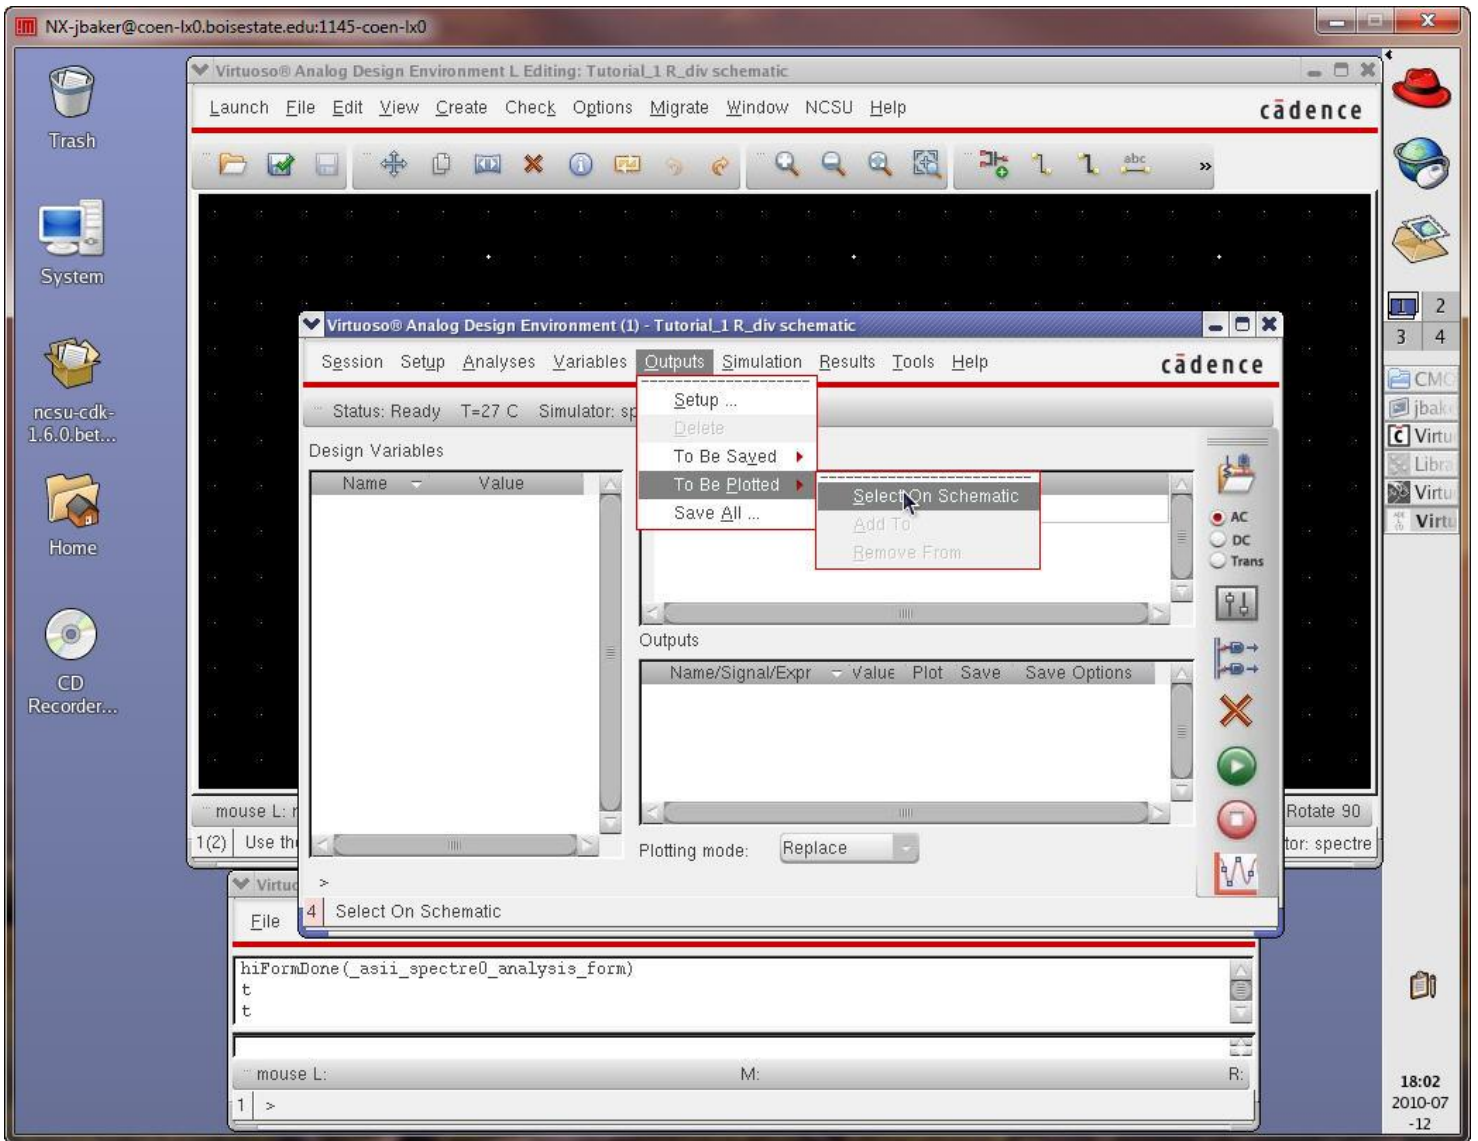 NX-jbaker@coen-lx0.boisestate.edu:1145-coen-lx0
Trash
System
ncsu-cdk-
1.6.0.bet...
Home
CD
Recorder...
Virtuoso® Analog Design Environment L Editing: Tutorial_1 R_div schematic
Launch File Edit View Create Check Options Migrate Window NCSU Help
cādence
abc
»
Virtuoso® Analog Design Environment (1) - Tutorial_1 R_div schematic
Session Setup Analyses Variables Outputs Simulation Results Tools Help
cādence
Status: Ready T=27 C Simulator: sp
Setup ...
Delete
To Be Saved
To Be Plotted
Save All ...
Select On Schematic
Add To
Remove From
Design Variables
Name Value
AC
DC
Trans
Outputs
Name/Signal/Expr Value Plot Save Save Options
Plotting mode: Replace
>
4 Select On Schematic
mouse L: r
Rotate 90
1(2) Use th
tor: spectre
Virtuo
File
hiFormDone(_asii_spectre0_analysis_form)
t
t
mouse L: M: R:
1 >
1 2
3 4
CMO
jbak
Virtu
Libra
Virtu
Virtu
18:02
2010-07
-12